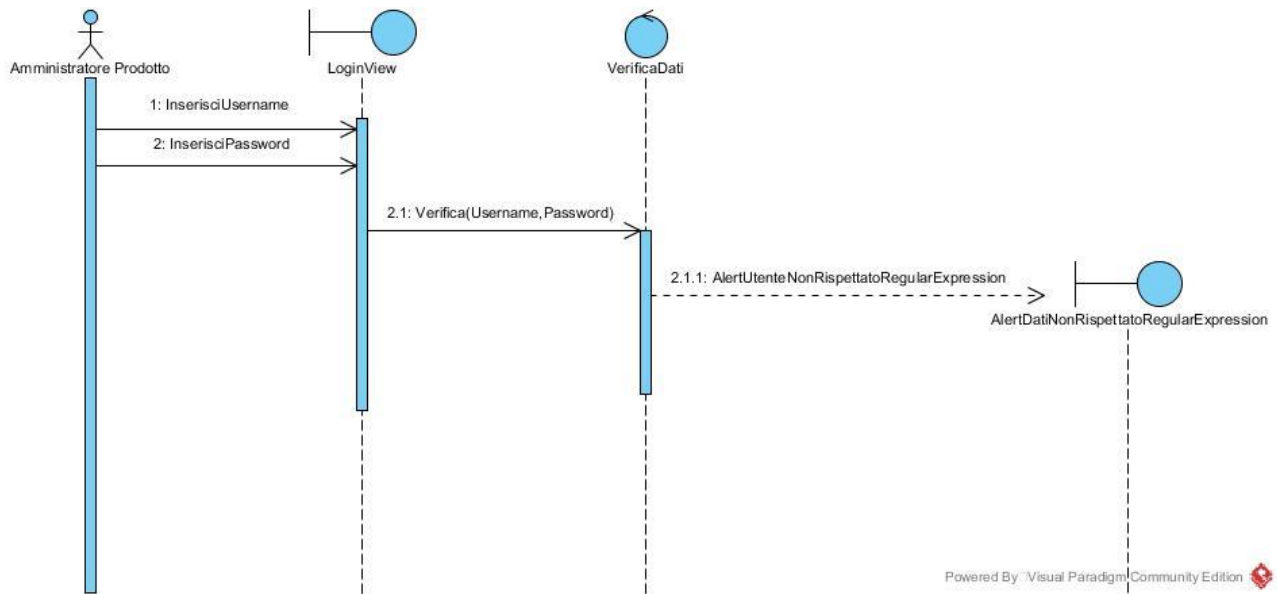 Amministratore Prodotto
LoginView
VerificaDati
1: InserisciUsername
2: InserisciPassword
2.1: Verifica(Username,Password)
2.1.1: AlertUtenteNonRispettatoRegularExpression
AlertDatiNonRispettatoRegularExpression
Powered By Visual Paradigm Community Edition